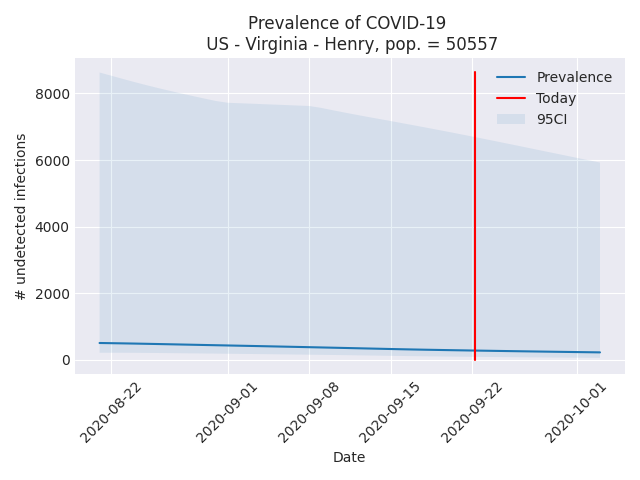 Prevalence of COVID-19
US - Virginia - Henry, pop. = 50557
Prevalence
Today
95CI
# undetected infections
8000
6000
4000
2000
0
2020-08-22
2020-09-01
2020-09-08
2020-09-15
2020-09-22
2020-10-01
Date